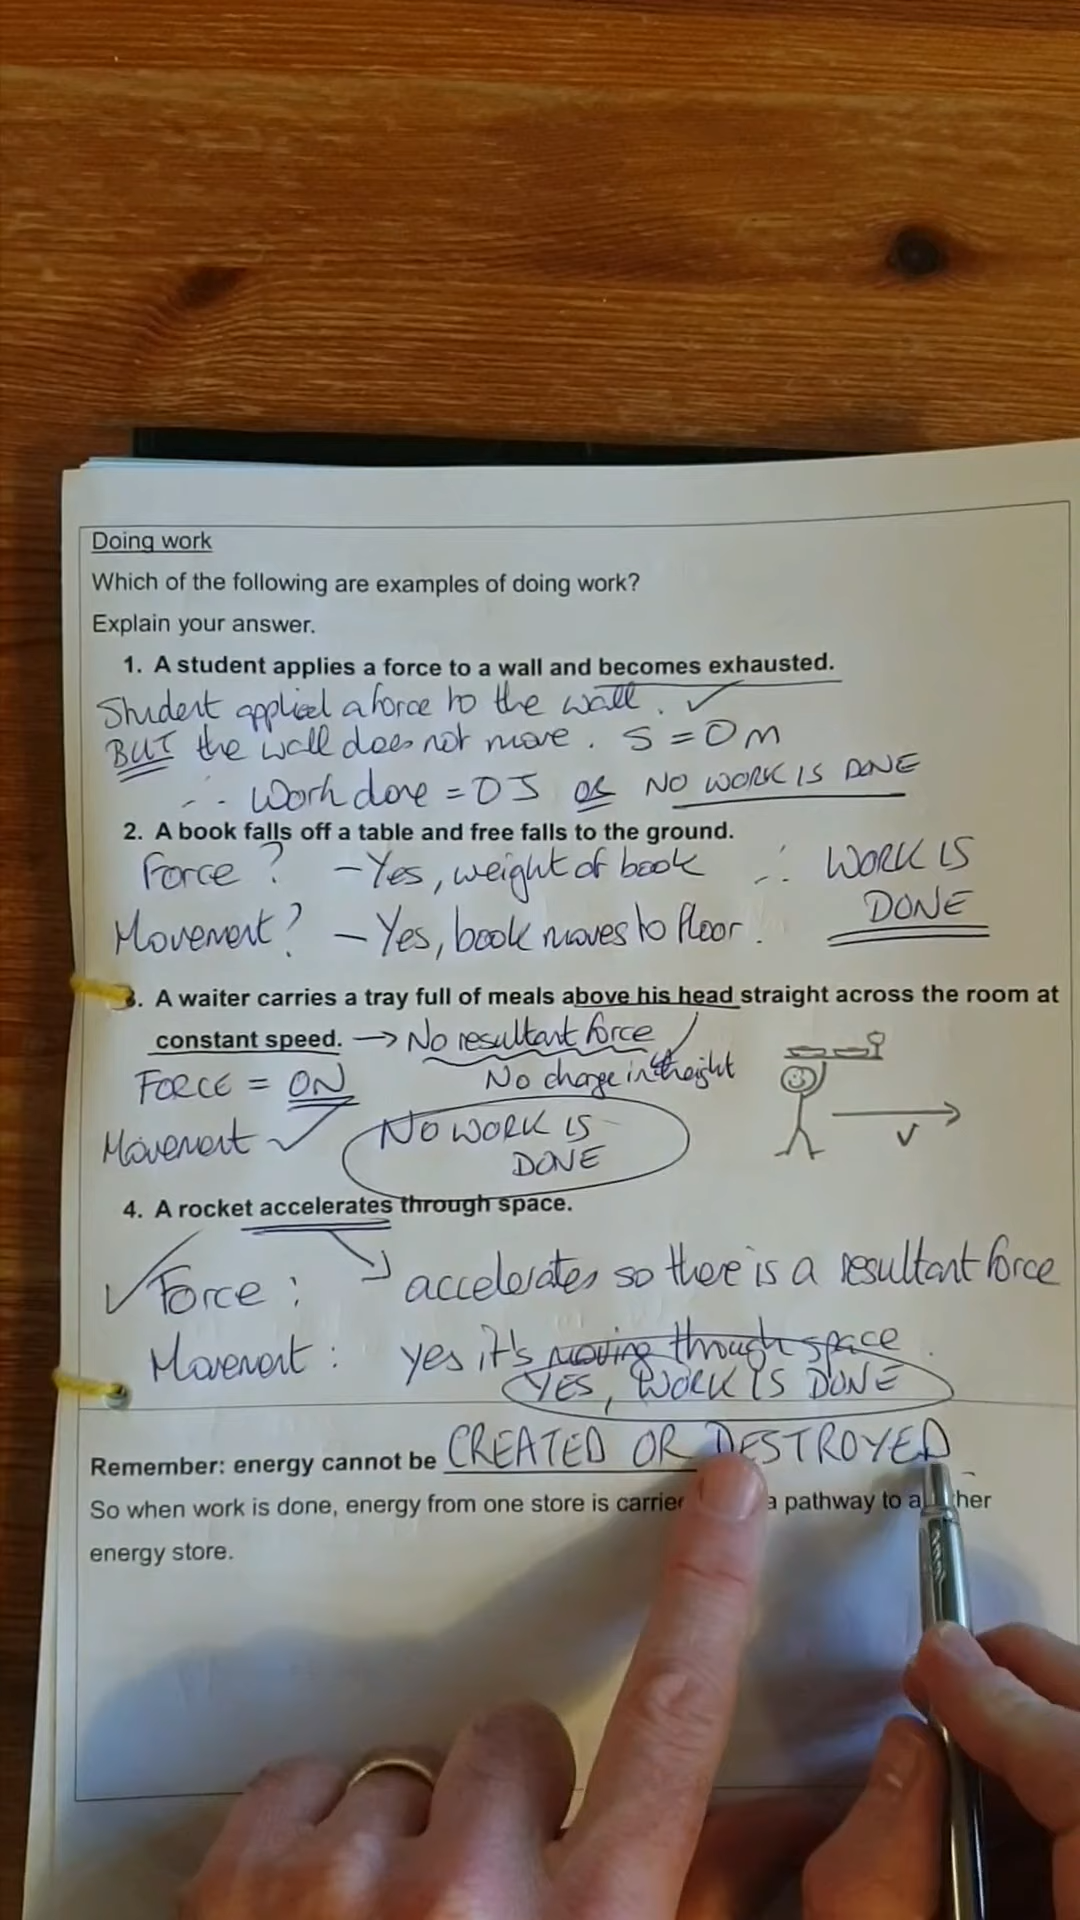 Doing work
Which of the following are examples of doing work?
Explain your answer.
1. A student applies a force to a wall and becomes exhausted.
Student applied a force to the wall. ✓
BUT the wall does not move. S = 0m
∴ Work done = 0J OR NO WORK IS DONE
2. A book falls off a table and free falls to the ground.
Force? – Yes, weight of book ∴ WORK IS
DONE
Movement? – Yes, book moves to floor.
3. A waiter carries a tray full of meals above his head straight across the room at
constant speed. → No resultant force
FORCE = 0N No change in height
Movement ✓ NO WORK IS
DONE
V
4. A rocket accelerates through space.
✓ Force: accelerates so there is a resultant force
Movement: yes it's moving through space.
YES, WORK IS DONE
Remember: energy cannot be CREATED OR DESTROYED
So when work is done, energy from one store is a pathway to
energy store.